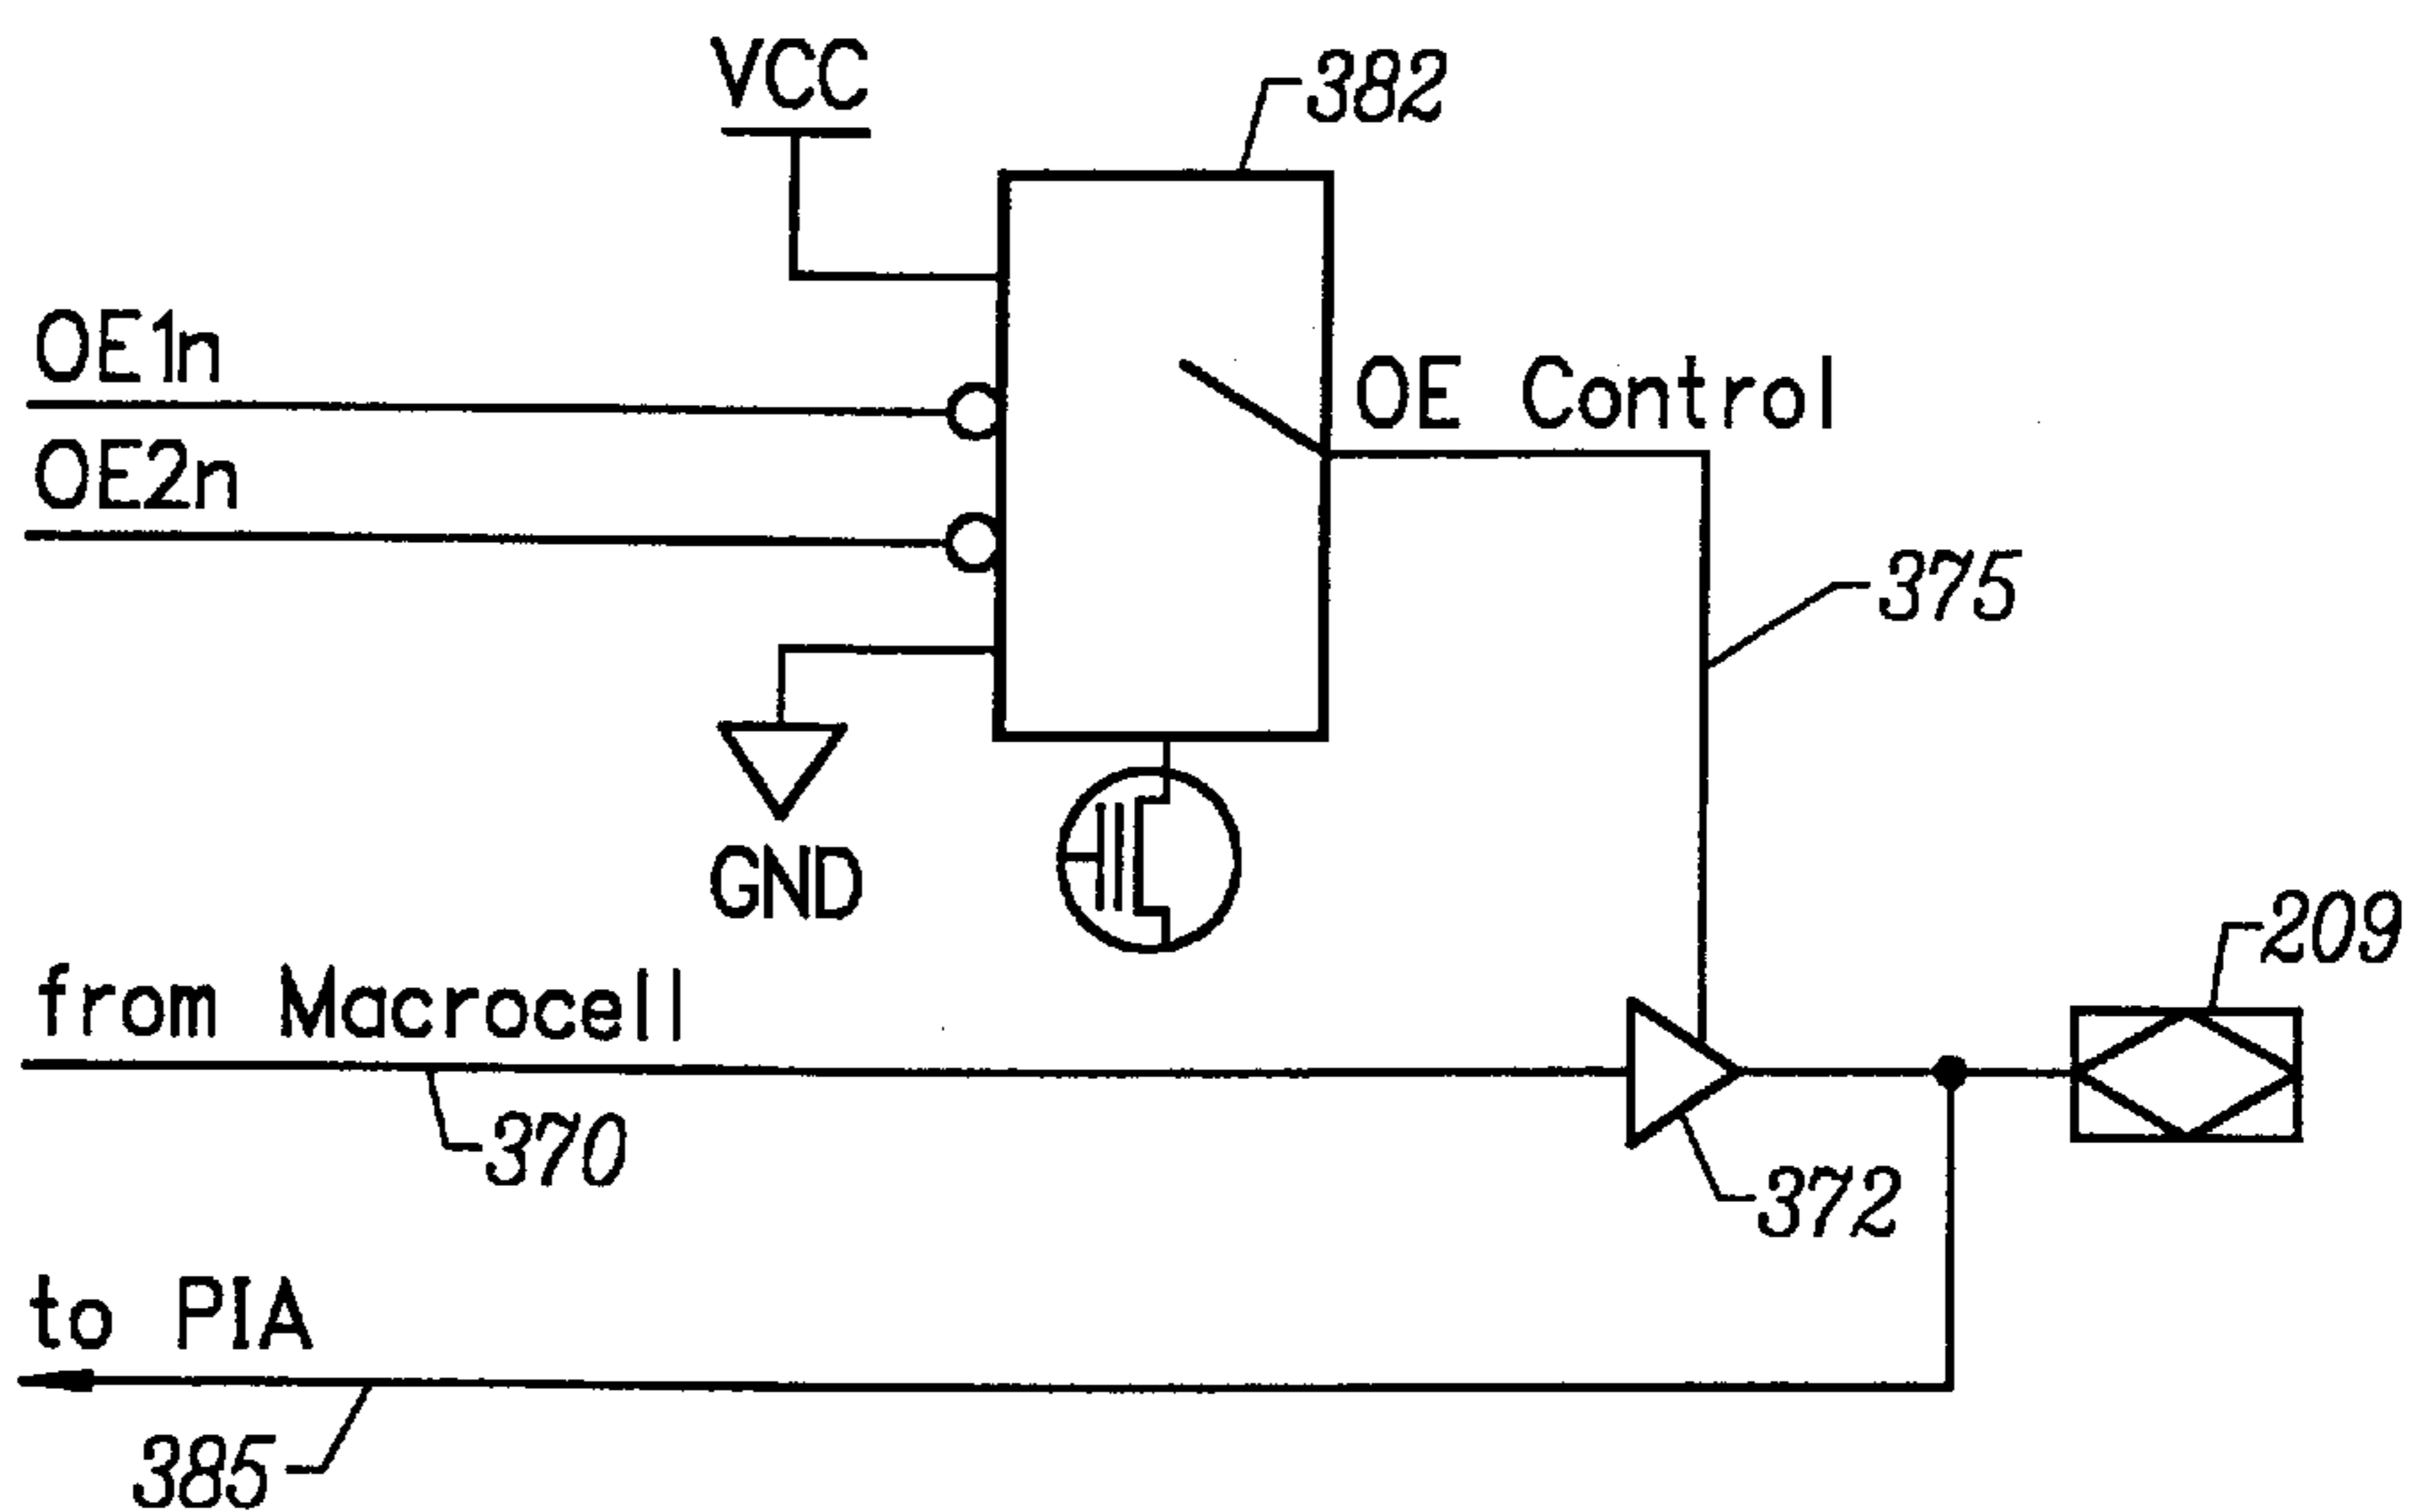 VCC
382
OE1n
OE Control
OE2n
375
GND
209
from Macrocell
370
372
to PIA
385